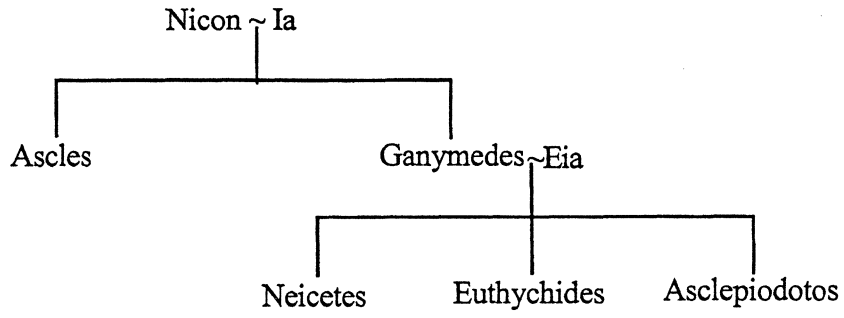 Nicon ~ Ia
Ascles Ganymedes ~Eia
Neicetes Euthychides Asclepiodotos